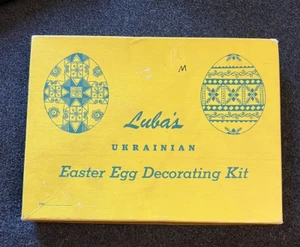 M
Luba's
UKRAINIAN
Easter Egg Decorating Kit